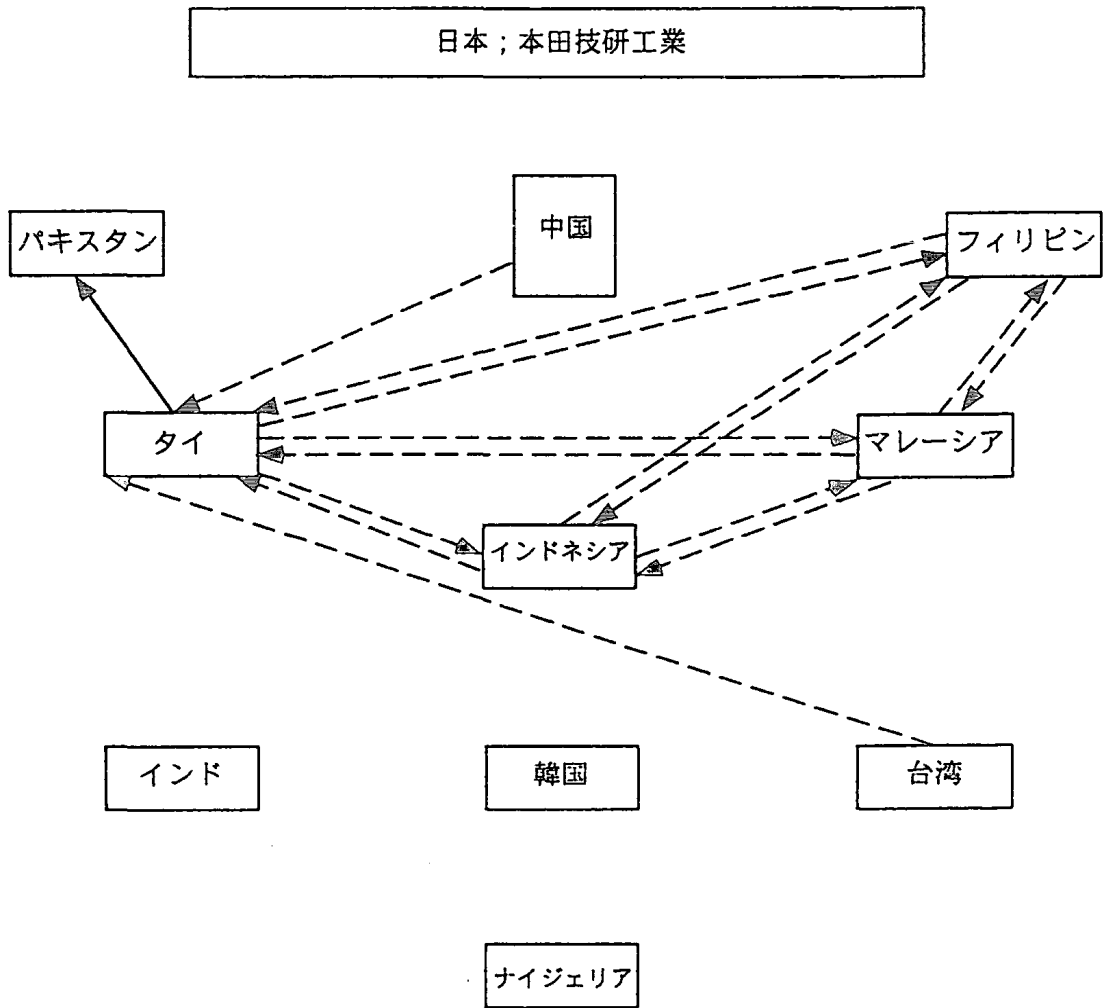 日本；本田技研工業
中国
パキスタン
フィリピン
タイ
マレーシア
インドネシア
インド
韓国
台湾
ナイジェリア